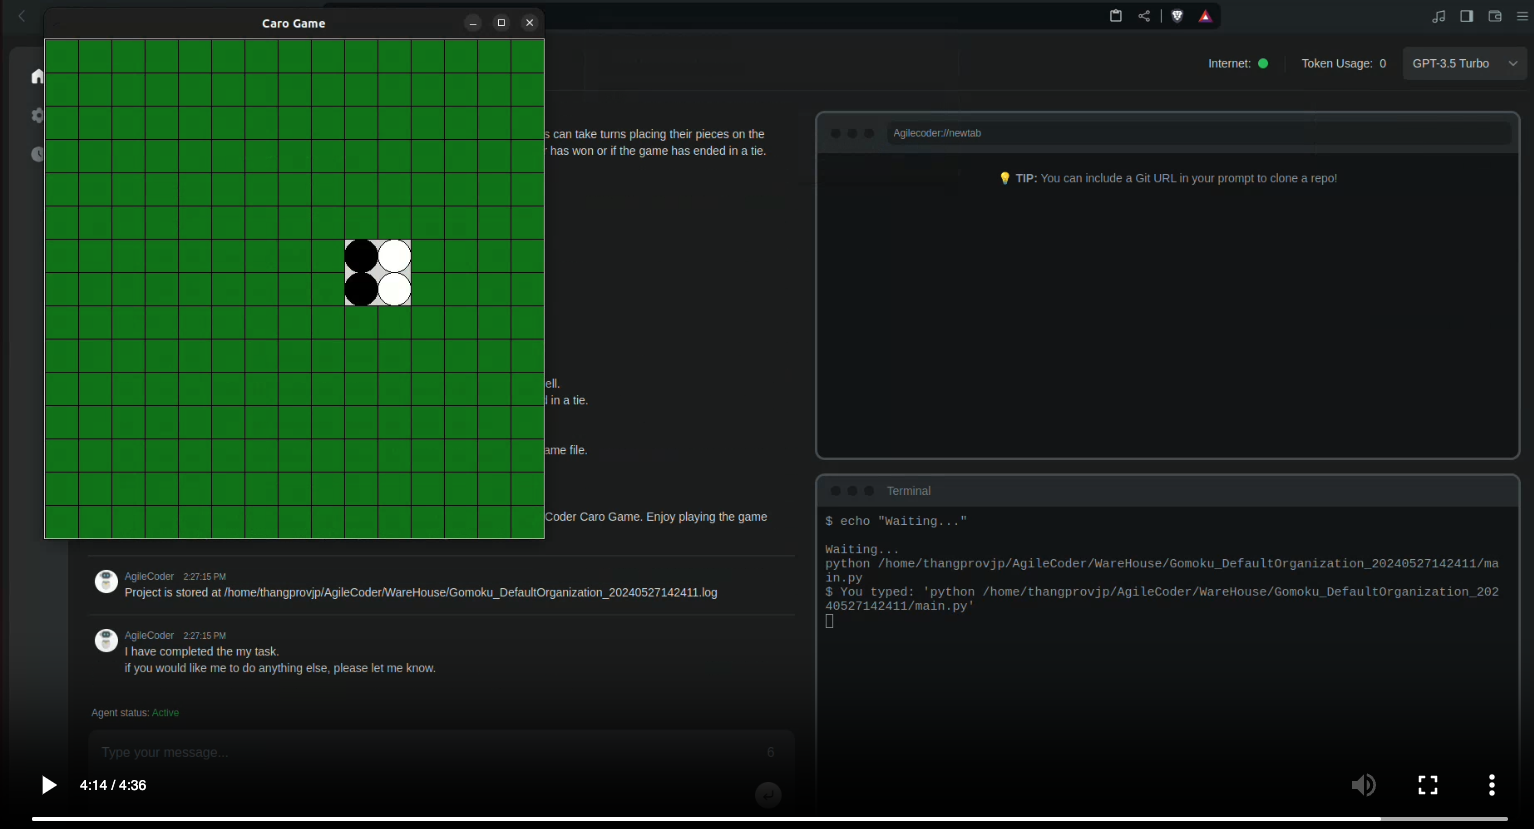 Caro Game
Internet:
Token Usage: 0
GPT-3.5 Turbo
s can take turns placing their pieces on the
has won or if the game has ended in a tie.
ell.
in a tie.
ame file.
Coder Caro Game. Enjoy playing the game
AgileCoder 2:27:15 PM
Project is stored at /home/thangprovjp/AgileCoder/WareHouse/Gomoku_DefaultOrganization_20240527142411.log
AgileCoder 2:27:15 PM
I have completed the my task.
if you would like me to do anything else, please let me know.
Agent status: Active
Type your message...
6
Agilecoder://newtab
TIP: You can include a Git URL in your prompt to clone a repo!
Terminal
$ echo "Waiting..."
Waiting...
python /home/thangprovjp/AgileCoder/WareHouse/Gomoku_DefaultOrganization_20240527142411/ma
in.py
$ You typed: 'python /home/thangprovjp/AgileCoder/WareHouse/Gomoku_DefaultOrganization_202
40527142411/main.py'
4:14 / 4:36